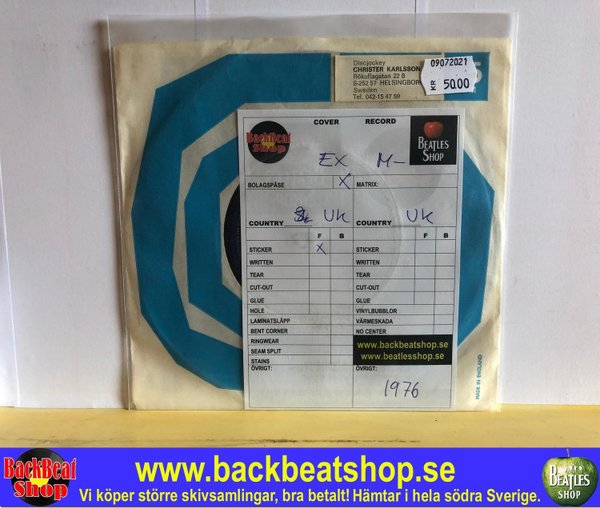 Discjockey
CHRISTER KARLSSON
Rökullagatan 22 B
S-252 57 HELSINGBOR
Sweden
Tel. 042-15 47 99
09072021
KR 50.00
COVER RECORD
BackBeat Shop
BEATLES SHOP
EX M-
BOLAGSPÅSE X MATRIX:
COUNTRY UK COUNTRY UK
F B F B
STICKER X STICKER
WRITTEN WRITTEN
TEAR TEAR
CUT-OUT CUT-OUT
GLUE GLUE
HOLE VINYLBUBBLOR
LAMINATSLÄPP VÄRMESKADA
BENT CORNER NO CENTER
RINGWEAR www.backbeatshop.se
SEAM SPLIT www.beatlesshop.se
STAINS
ÖVRIGT: ÖVRIGT:
1976
MADE IN ENGLAND
BackBeat Shop
www.backbeatshop.se
Vi köper större skivsamlingar, bra betalt! Hämtar i hela södra Sverige.
BEATLES SHOP